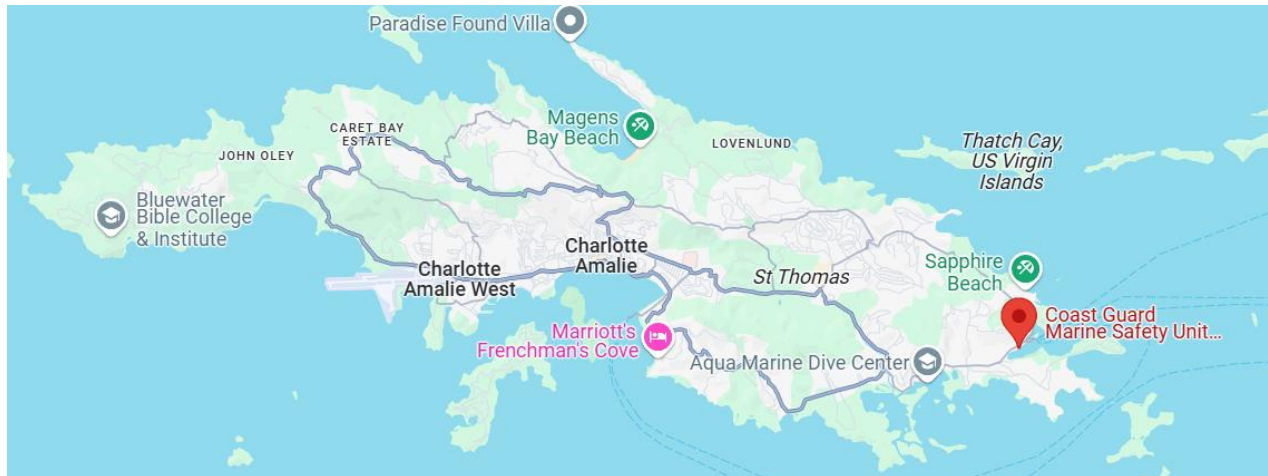 Paradise Found Villa
Magens
Bay Beach
CARET BAY
ESTATE
LOVENLUND
JOHN OLEY
Thatch Cay,
US Virgin
Islands
Bluewater
Bible College
& Institute
Charlotte
Amalie
Charlotte
Amalie West
St Thomas
Sapphire
Beach
Coast Guard
Marine Safety Unit...
Marriott's
Frenchman's Cove
Aqua Marine Dive Center